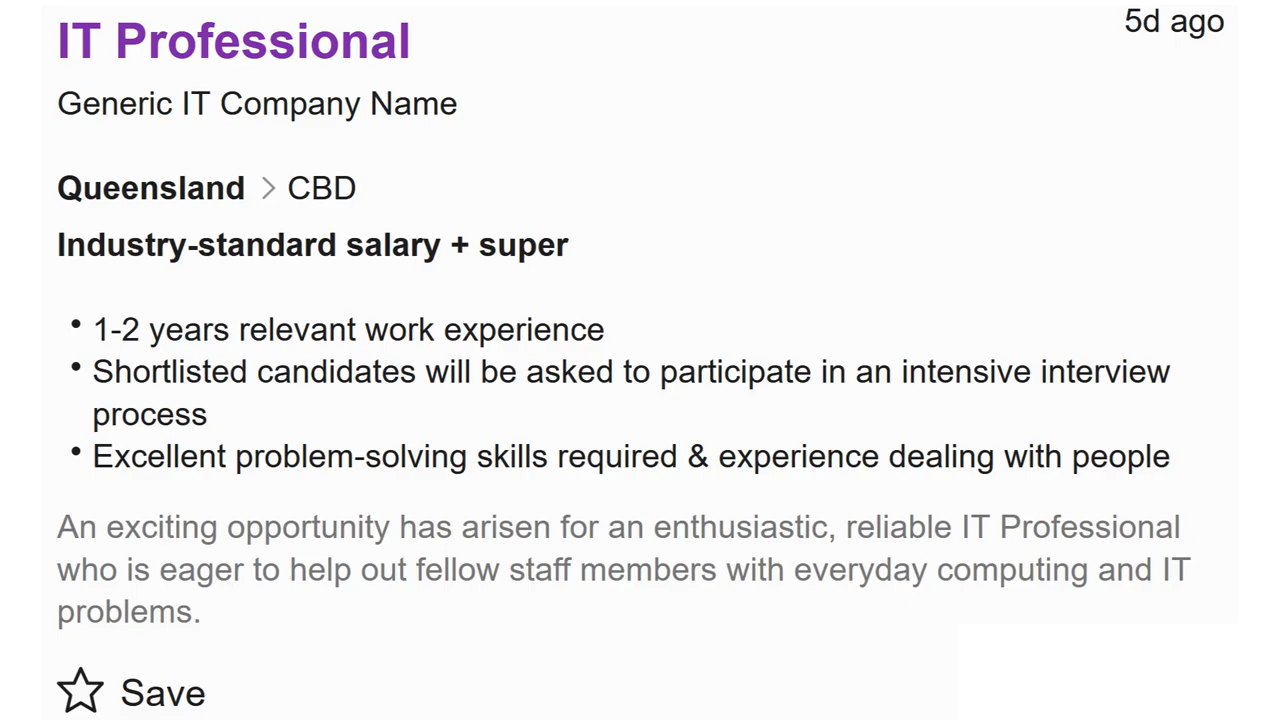 IT Professional
5d ago
Generic IT Company Name
Queensland > CBD
Industry-standard salary + super
• 1-2 years relevant work experience
• Shortlisted candidates will be asked to participate in an intensive interview
process
• Excellent problem-solving skills required & experience dealing with people
An exciting opportunity has arisen for an enthusiastic, reliable IT Professional
who is eager to help out fellow staff members with everyday computing and IT
problems.
Save